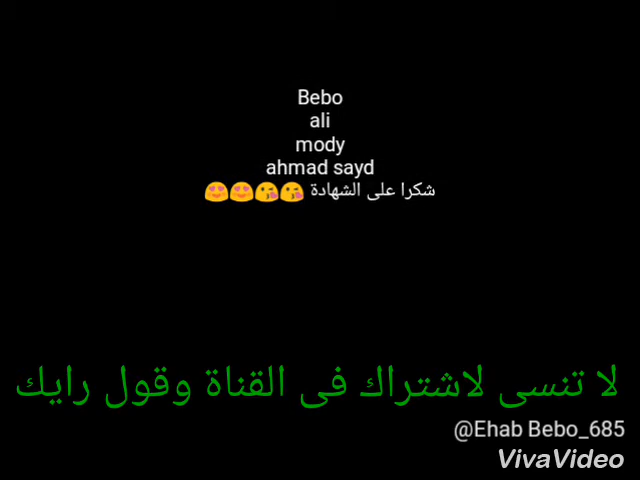 Bebo
ali
mody
ahmad sayd
شكرا على الشهادة 😘😘😍😍
لا تنسى لاشتراك فى القناة وقول رايك
@Ehab Bebo_685
VivaVideo